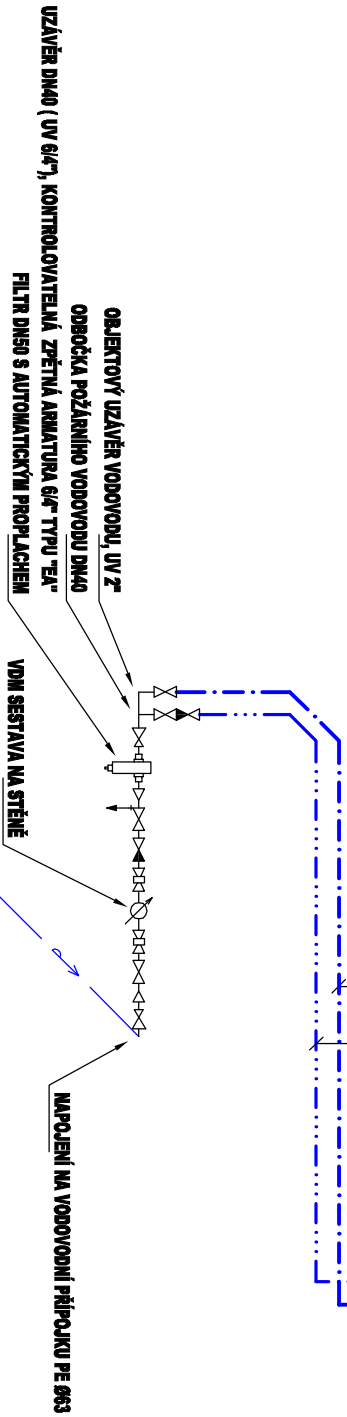 OBJEKTOVÝ UZÁVĚR VODOVODU, UV 2"
ODBOČKA POŽÁRNÍHO VODOVODU DN40
UZÁVĚR DN40 ( UV 6/4"), KONTROLOVATELNÁ ZPĚTNÁ ARMATURA 6/4" TYPU "EA"
FILTR DN50 S AUTOMATICKÝM PROPLACHEM
VDM SESTAVA NA STĚNĚ
NAPOJENÍ NA VODOVODNÍ PŘÍPOJKU PE Ø63